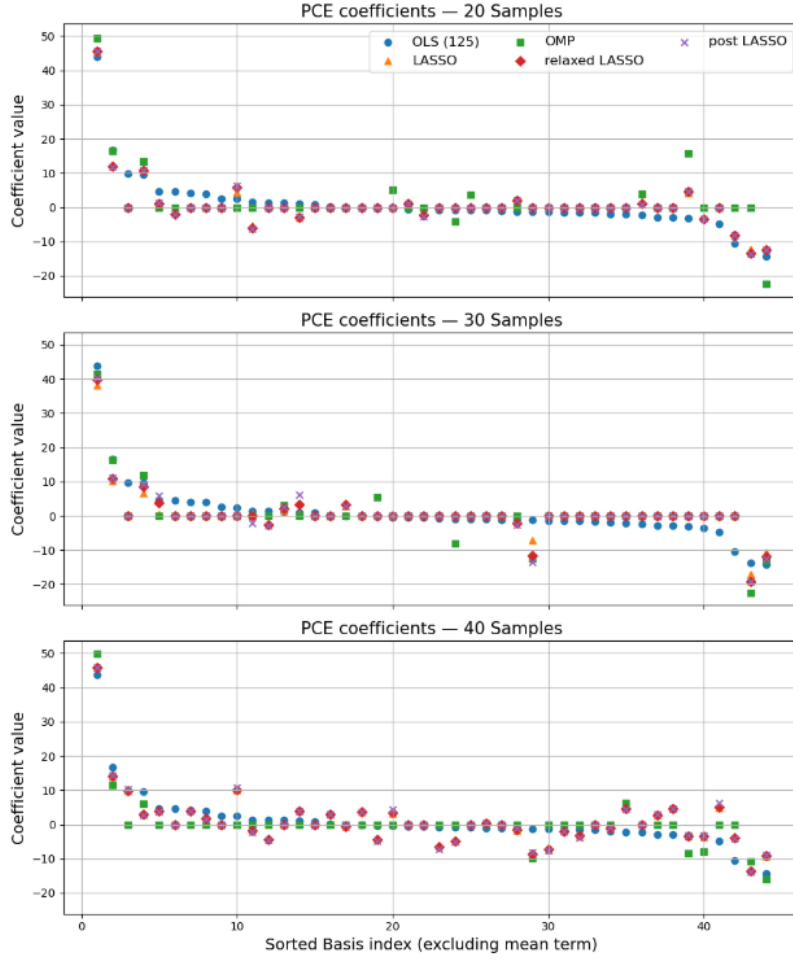 PCE coefficients — 20 Samples
OLS (125) OMP post LASSO
LASSO relaxed LASSO
Coefficient value
50
40
30
20
10
0
−10
−20
PCE coefficients — 30 Samples
Coefficient value
50
40
30
20
10
0
−10
−20
PCE coefficients — 40 Samples
Coefficient value
50
40
30
20
10
0
−10
−20
0 10 20 30 40
Sorted Basis index (excluding mean term)